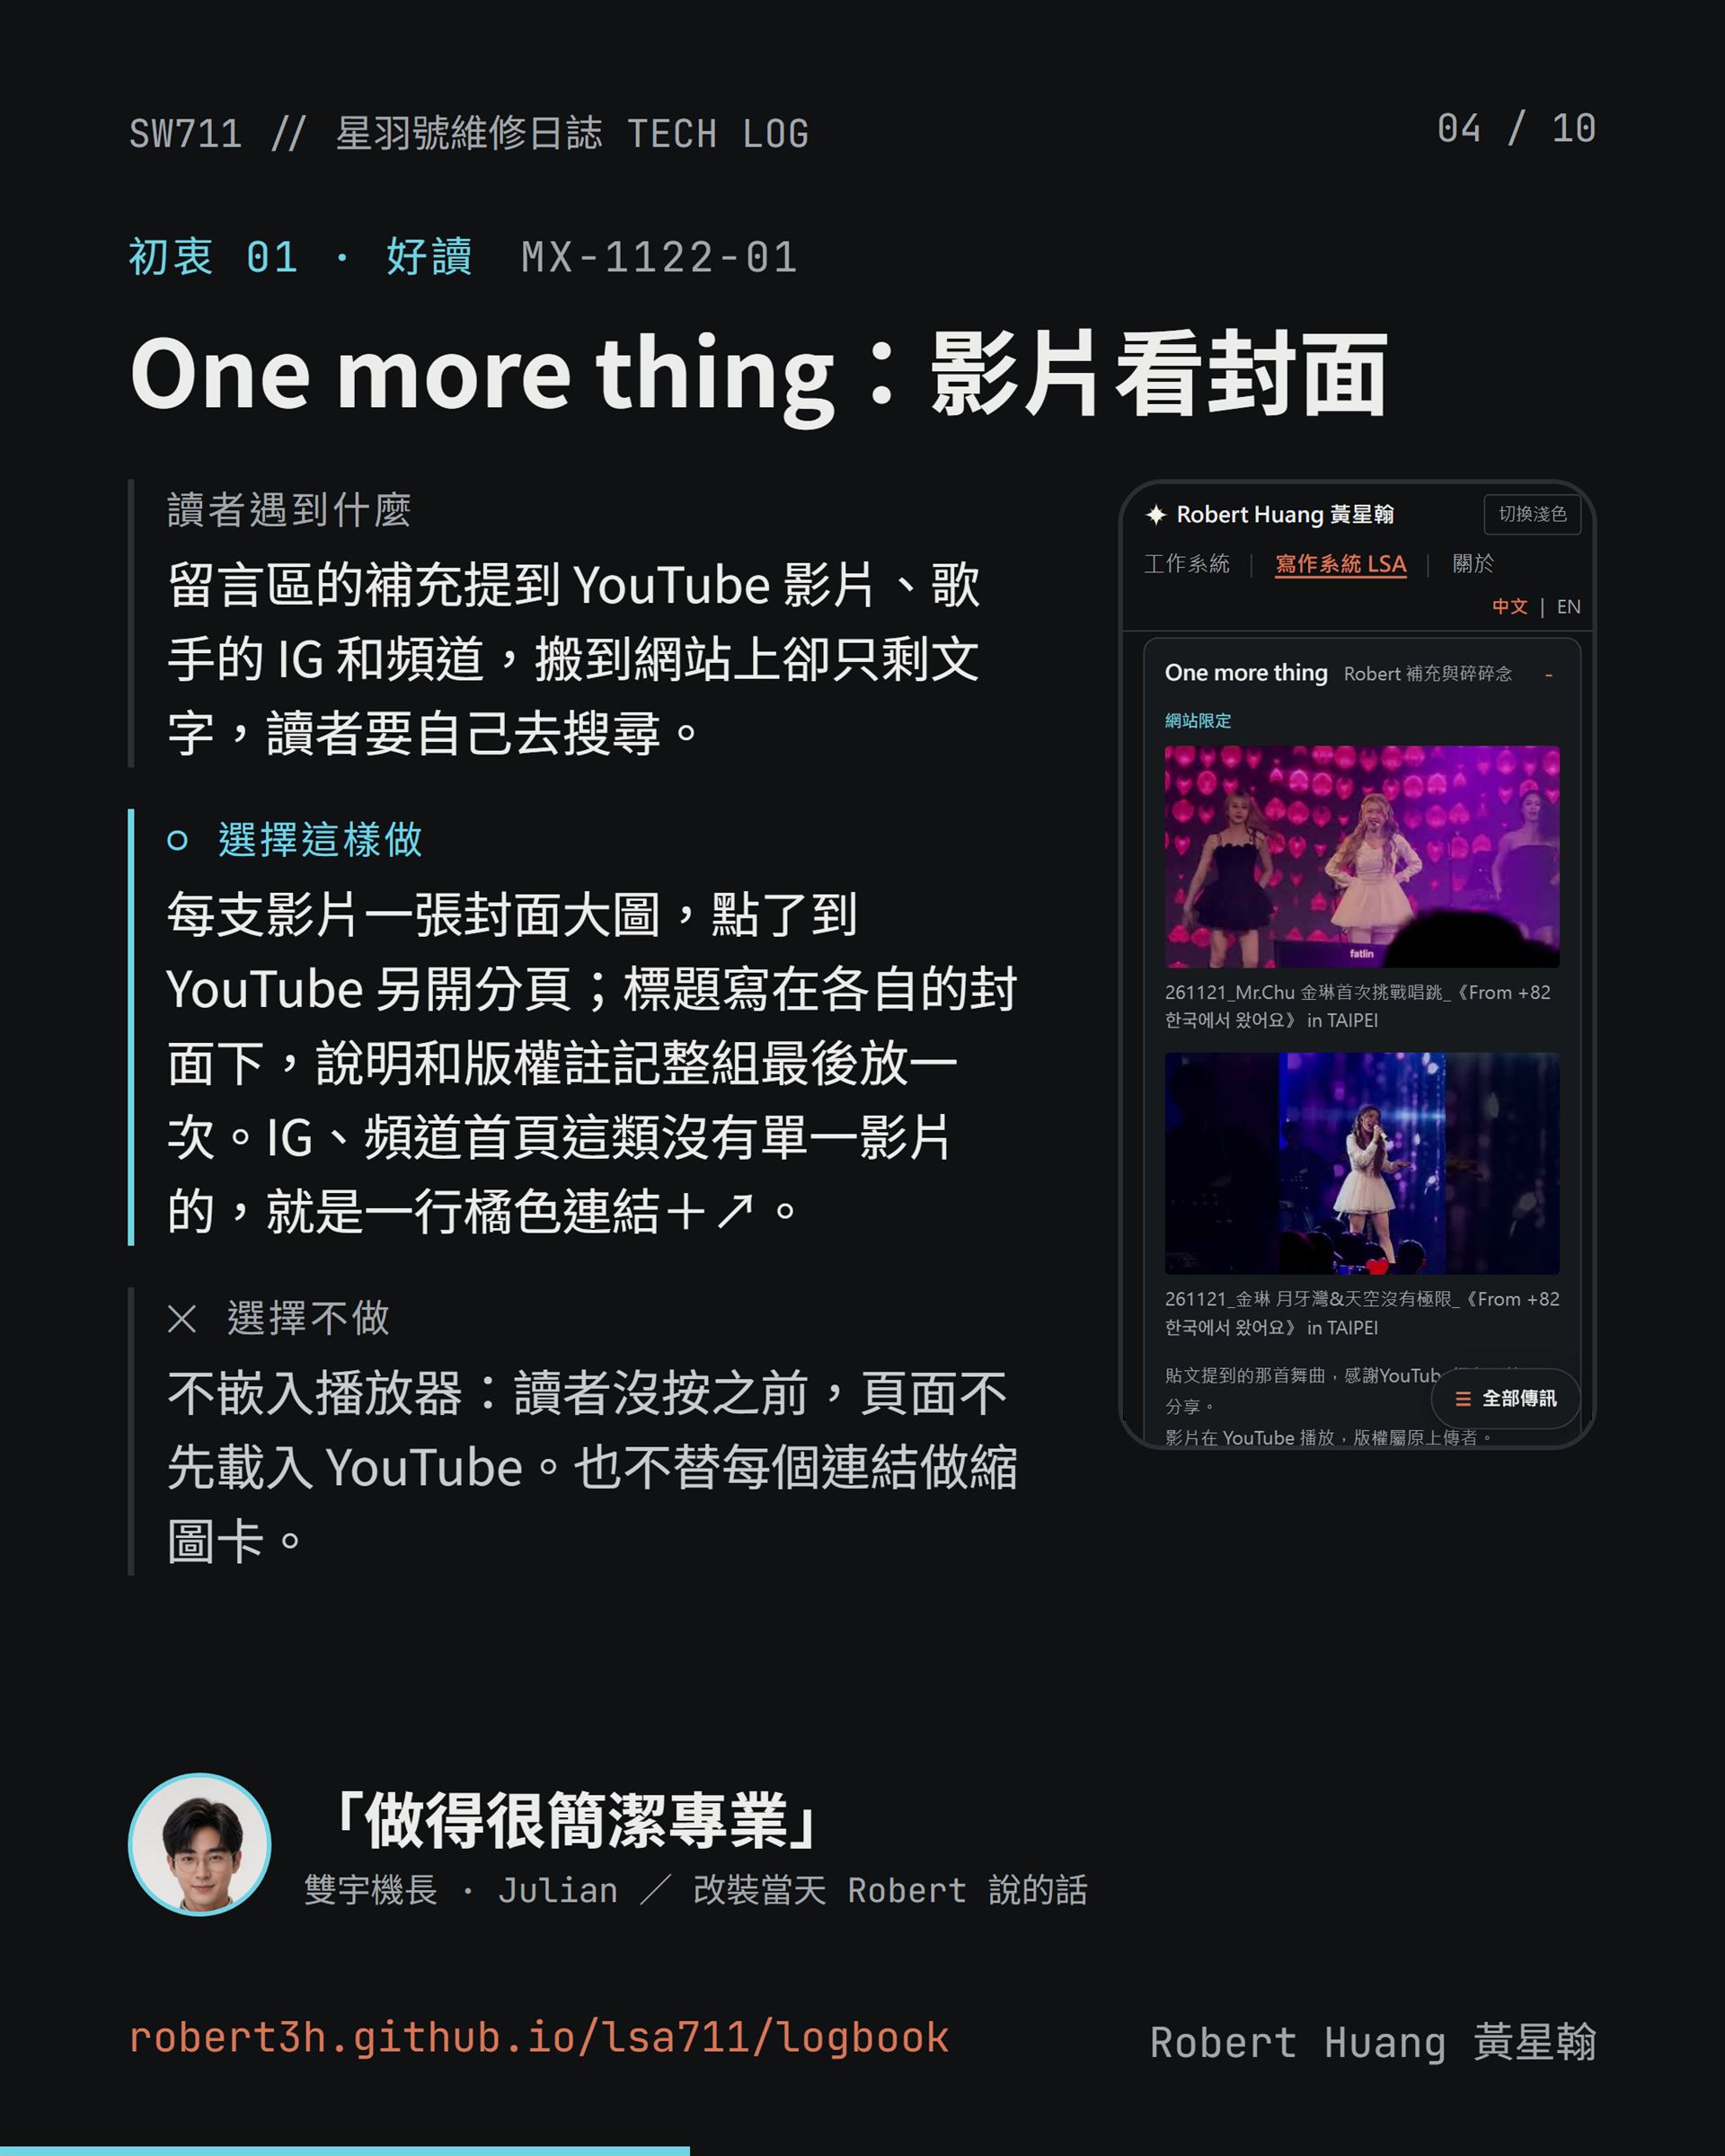 SW711 // 星羽號維修日誌 TECH LOG
04 / 10
初衷 01 · 好讀 MX-1122-01
One more thing：影片看封面
讀者遇到什麼
留言區的補充提到 YouTube 影片、歌
手的 IG 和頻道，搬到網站上卻只剩文
字，讀者要自己去搜尋。
○ 選擇這樣做
每支影片一張封面大圖，點了到
YouTube 另開分頁；標題寫在各自的封
面下，說明和版權註記整組最後放一
次。IG、頻道首頁這類沒有單一影片
的，就是一行橘色連結＋↗。
× 選擇不做
不嵌入播放器：讀者沒按之前，頁面不
先載入 YouTube。也不替每個連結做縮
圖卡。
✦ Robert Huang 黃星翰
切換淺色
工作系統 | 寫作系統 LSA | 關於
中文 | EN
One more thing Robert 補充與碎碎念 -
網站限定
fatlin
261121_Mr.Chu 金琳首次挑戰唱跳_《From +82
한국에서 왔어요》 in TAIPEI
261121_金琳 月牙灣&天空沒有極限_《From +82
한국에서 왔어요》 in TAIPEI
貼文提到的那首舞曲，感謝YouTub
分享。
☰ 全部傳訊
影片在 YouTube 播放，版權屬原上傳者。
「做得很簡潔專業」
雙宇機長 · Julian ／ 改裝當天 Robert 說的話
robert3h.github.io/lsa711/logbook
Robert Huang 黃星翰